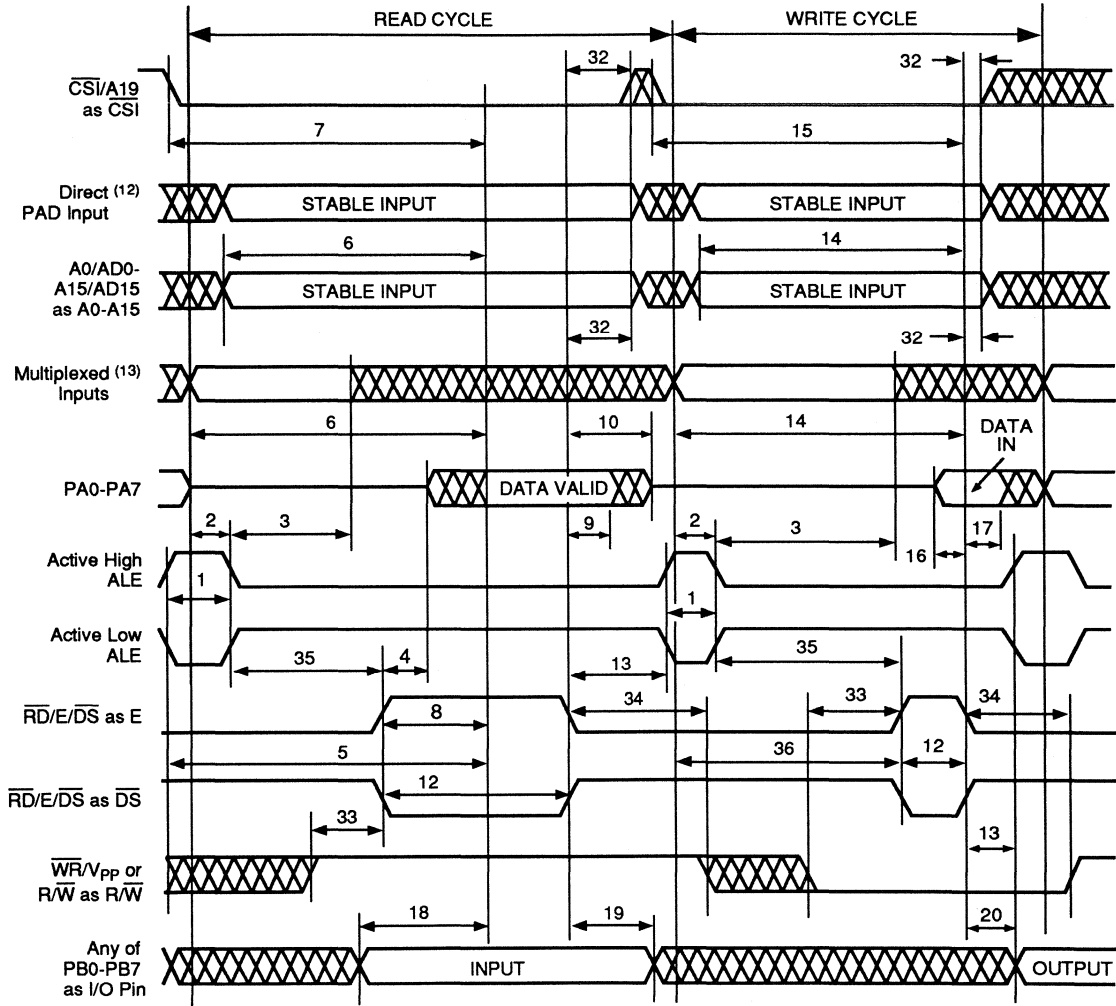 READ CYCLE WRITE CYCLE
32 32
CSI/A19
as CSI
7 15
Direct (12)
PAD Input
STABLE INPUT STABLE INPUT
6 14
A0/AD0-
A15/AD15
as A0-A15
STABLE INPUT STABLE INPUT
32 32
Multiplexed (13)
Inputs
6 10 14 DATA
IN
PA0-PA7
DATA VALID
2 3 9 2 3 17
16
Active High
ALE
1 1
Active Low
ALE
35 4 13 35
RD/E/DS as E
8 34 33 34
5 36 12
RD/E/DS as DS
12
33 13
WR/VPP or
R/W as R/W
18 19 20
Any of
PB0-PB7
as I/O Pin
INPUT OUTPUT